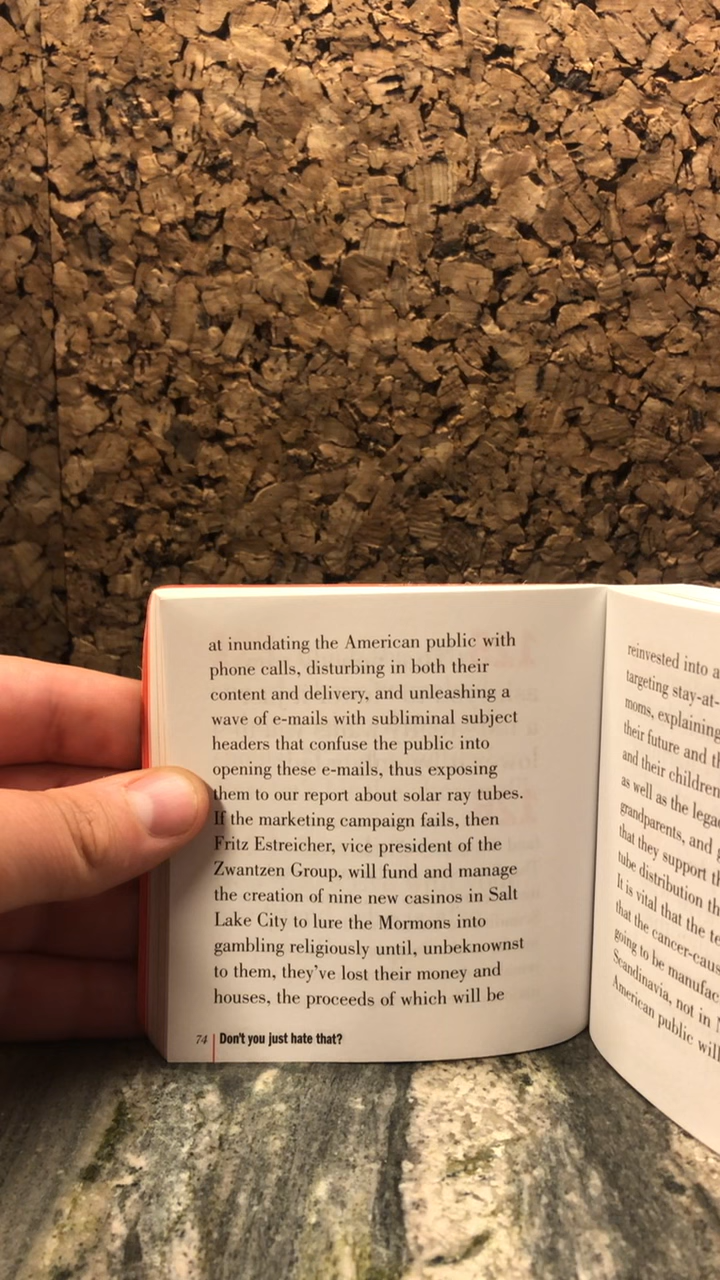 at inundating the American public with
phone calls, disturbing in both their
content and delivery, and unleashing a
wave of e-mails with subliminal subject
headers that confuse the public into
opening these e-mails, thus exposing
them to our report about solar ray tubes.
If the marketing campaign fails, then
Fritz Estreicher, vice president of the
Zwantzen Group, will fund and manage
the creation of nine new casinos in Salt
Lake City to lure the Mormons into
gambling religiously until, unbeknownst
to them, they've lost their money and
houses, the proceeds of which will be
74 Don't you just hate that?
reinvested into a
targeting stay-at-
moms, explaining
their future and th
and their children
as well as the lega
grandparents, and g
that they support th
tube distribution th
It is vital that the te
that the cancer-caus
going to be manufac
Scandinavia, not in
American public will